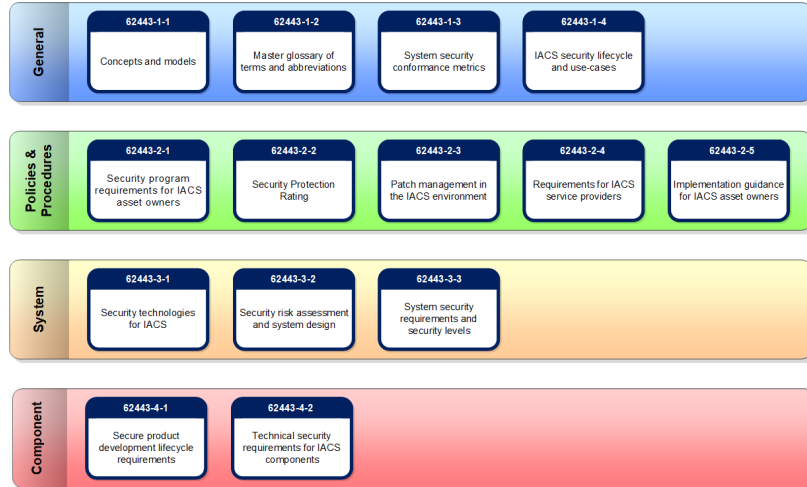 General
62443-1-1
Concepts and models
62443-1-2
Master glossary of
terms and abbreviations
62443-1-3
System security
conformance metrics
62443-1-4
IACS security lifecycle
and use-cases
Policies &
Procedures
62443-2-1
Security program
requirements for IACS
asset owners
62443-2-2
Security Protection
Rating
62443-2-3
Patch management in
the IACS environment
62443-2-4
Requirements for IACS
service providers
62443-2-5
Implementation guidance
for IACS asset owners
System
62443-3-1
Security technologies
for IACS
62443-3-2
Security risk assessment
and system design
62443-3-3
System security
requirements and
security levels
Component
62443-4-1
Secure product
development lifecycle
requirements
62443-4-2
Technical security
requirements for IACS
components